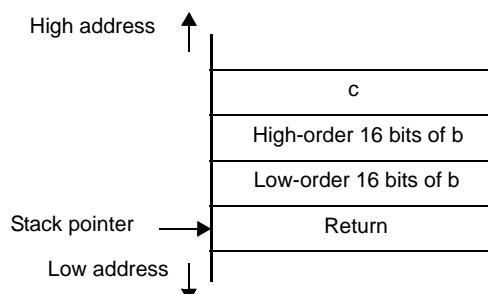 High address
c
High-order 16 bits of b
Low-order 16 bits of b
Stack pointer
Return
Low address